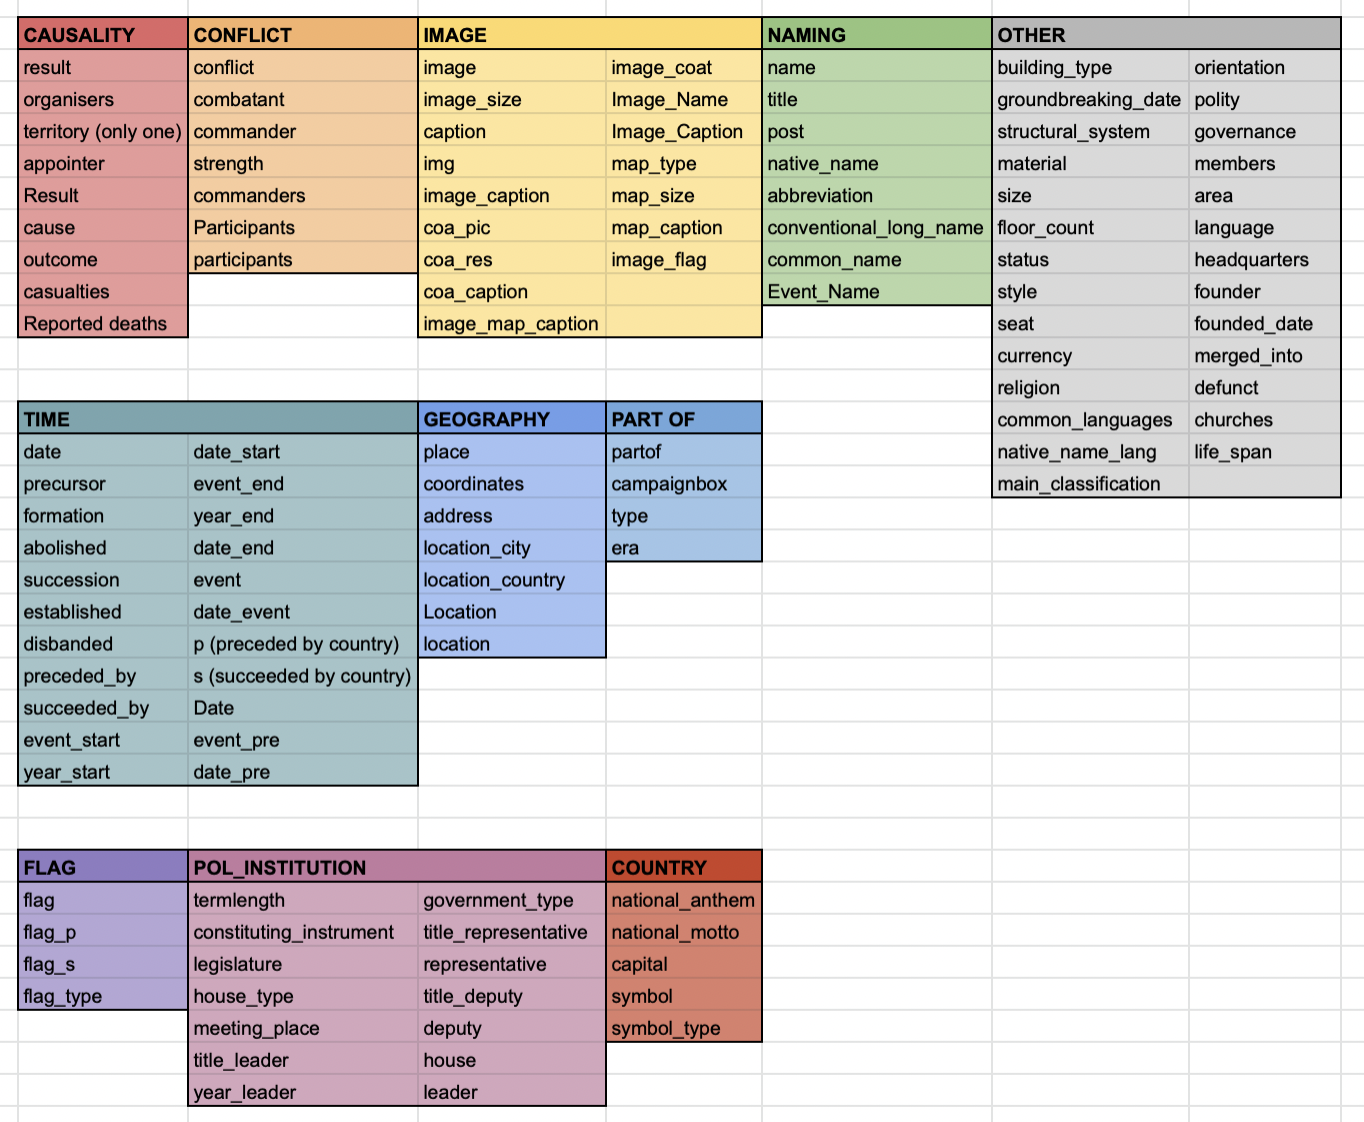 CAUSALITY CONFLICT IMAGE NAMING OTHER
result conflict image image_coat name building_type orientation
organisers combatant image_size Image_Name title groundbreaking_date polity
territory (only one) commander caption Image_Caption post structural_system governance
appointer strength img map_type native_name material members
Result commanders image_caption map_size abbreviation size area
cause Participants coa_pic map_caption conventional_long_name floor_count language
outcome participants coa_res image_flag common_name status headquarters
casualties coa_caption Event_Name style founder
Reported deaths image_map_caption seat founded_date
currency merged_into
religion defunct
TIME GEOGRAPHY PART OF common_languages churches
date date_start place partof native_name_lang life_span
precursor event_end coordinates campaignbox main_classification
formation year_end address type
abolished date_end location_city era
succession event location_country
established date_event Location
disbanded p (preceded by country) location
preceded_by s (succeeded by country)
succeeded_by Date
event_start event_pre
year_start date_pre
FLAG POL_INSTITUTION COUNTRY
flag termlength government_type national_anthem
flag_p constituting_instrument title_representative national_motto
flag_s legislature representative capital
flag_type house_type title_deputy symbol
meeting_place deputy symbol_type
title_leader house
year_leader leader